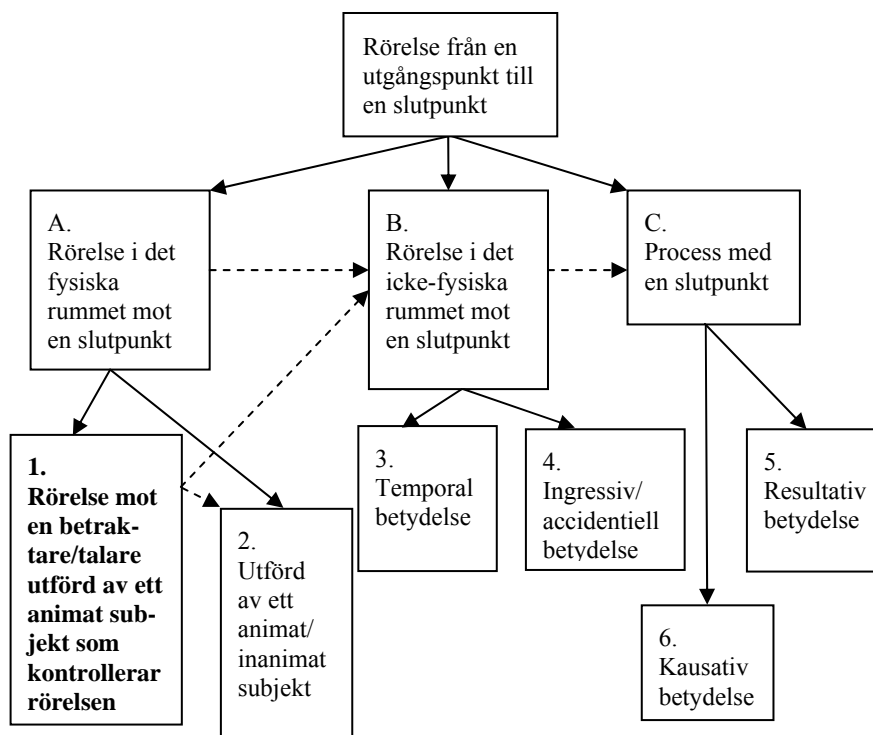 Rörelse från en
utgångspunkt till
en slutpunkt
A.
Rörelse i det
fysiska
rummet mot
en slutpunkt
B.
Rörelse i det
icke-fysiska
rummet mot
en slutpunkt
C.
Process med
en slutpunkt
1.
Rörelse mot
en betrak-
tare/talare
utförd av ett
animat sub-
jekt som
kontrollerar
rörelsen
2.
Utförd
av ett
animat/
inanimat
subjekt
3.
Temporal
betydelse
4.
Ingressiv/
accidentiell
betydelse
5.
Resultativ
betydelse
6.
Kausativ
betydelse